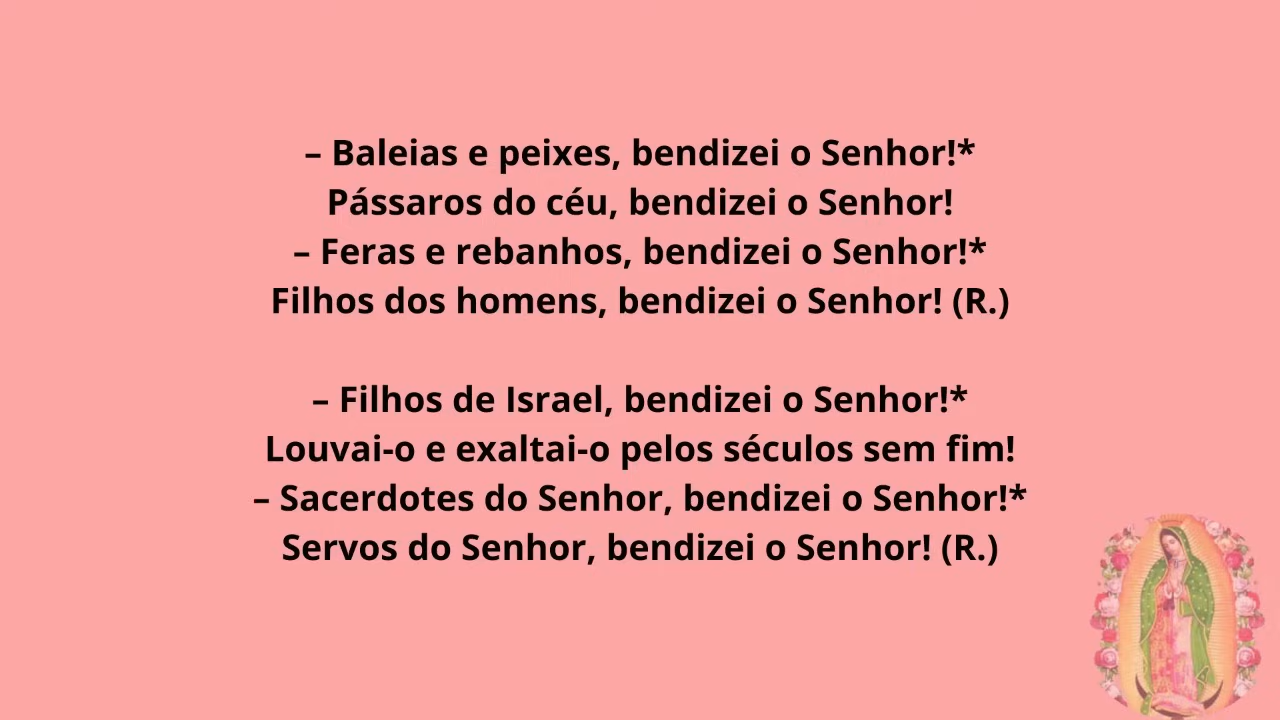 – Baleias e peixes, bendizei o Senhor!*
Pássaros do céu, bendizei o Senhor!
– Feras e rebanhos, bendizei o Senhor!*
Filhos dos homens, bendizei o Senhor! (R.)
– Filhos de Israel, bendizei o Senhor!*
Louvai-o e exaltai-o pelos séculos sem fim!
– Sacerdotes do Senhor, bendizei o Senhor!*
Servos do Senhor, bendizei o Senhor! (R.)